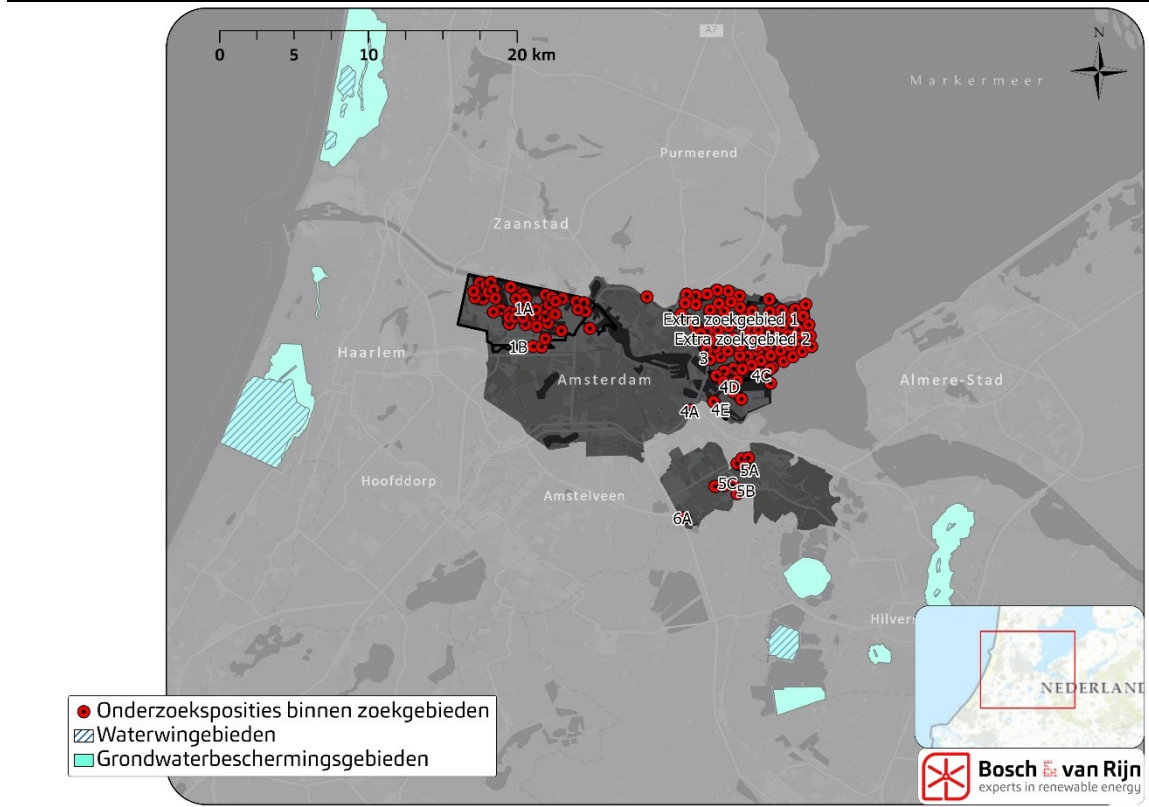 A7
N
0 5 10 20 km
Markermeer
Purmerend
Zaanstad
1A
Extra zoekgebied 1
Extra zoekgebied 2
1B
3
Haarlem
4C
Amsterdam
4D
Almere-Stad
4A
4E
5A
Hoofddorp
5C
5B
Amstelveen
6A
Hilvers
NEDERLAND
Onderzoeksposities binnen zoekgebieden
Waterwingebieden
Grondwaterbeschermingsgebieden
Bosch & van Rijn
experts in renewable energy